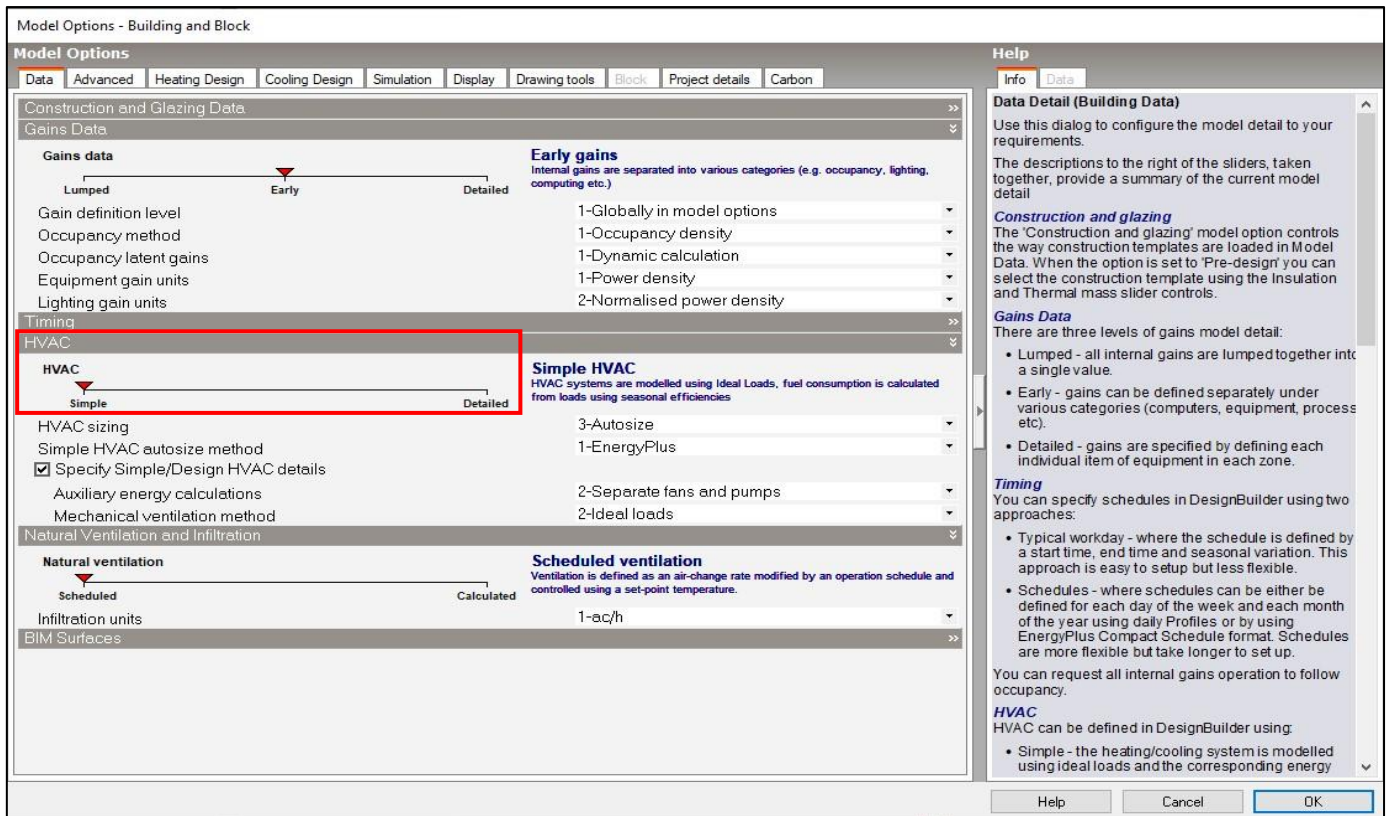 Model Options - Building and Block
Model Options
Data Advanced Heating Design Cooling Design Simulation Display Drawing tools Block Project details Carbon
Construction and Glazing Data
Gains Data
Gains data
Lumped Early Detailed
Early gains
Internal gains are separated into various categories (e.g. occupancy, lighting,
computing etc.)
Gain definition level 1-Globally in model options
Occupancy method 1-Occupancy density
Occupancy latent gains 1-Dynamic calculation
Equipment gain units 1-Power density
Lighting gain units 2-Normalised power density
Timing
HVAC
HVAC
Simple Detailed
Simple HVAC
HVAC systems are modelled using Ideal Loads, fuel consumption is calculated
from loads using seasonal efficiencies
HVAC sizing 3-Autosize
Simple HVAC autosize method 1-EnergyPlus
Specify Simple/Design HVAC details
Auxiliary energy calculations 2-Separate fans and pumps
Mechanical ventilation method 2-Ideal loads
Natural Ventilation and Infiltration
Natural ventilation
Scheduled Calculated
Scheduled ventilation
Ventilation is defined as an air-change rate modified by an operation schedule and
controlled using a set-point temperature.
Infiltration units 1-ac/h
BIM Surfaces
Help
Info Data
Data Detail (Building Data)
Use this dialog to configure the model detail to your
requirements.
The descriptions to the right of the sliders, taken
together, provide a summary of the current model
detail
Construction and glazing
The 'Construction and glazing' model option controls
the way construction templates are loaded in Model
Data. When the option is set to 'Pre-design' you can
select the construction template using the Insulation
and Thermal mass slider controls.
Gains Data
There are three levels of gains model detail:
• Lumped - all internal gains are lumped together into
a single value.
• Early - gains can be defined separately under
various categories (computers, equipment, process
etc).
• Detailed - gains are specified by defining each
individual item of equipment in each zone.
Timing
You can specify schedules in DesignBuilder using two
approaches:
• Typical workday - where the schedule is defined by
a start time, end time and seasonal variation. This
approach is easy to setup but less flexible.
• Schedules - where schedules can be either be
defined for each day of the week and each month
of the year using daily Profiles or by using
EnergyPlus Compact Schedule format. Schedules
are more flexible but take longer to set up.
You can request all internal gains operation to follow
occupancy.
HVAC
HVAC can be defined in DesignBuilder using:
• Simple - the heating/cooling system is modelled
using ideal loads and the corresponding energy
Help Cancel OK